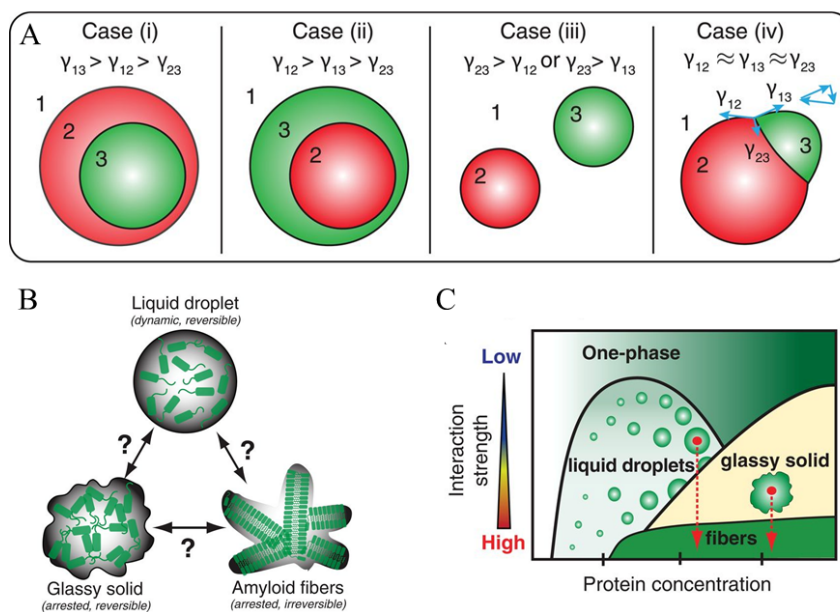 A
Case (i)
γ13 > γ12 > γ23
1
2
3
Case (ii)
γ12 > γ13 > γ23
1
3
2
Case (iii)
γ23 > γ12 or γ23 > γ13
1
3
2
Case (iv)
γ12 ≈ γ13 ≈ γ23
γ12
γ13
1
2
3
γ23
B
Liquid droplet
(dynamic, reversible)
?
?
?
Glassy solid
(arrested, reversible)
Amyloid fibers
(arrested, irreversible)
C
Low
Interaction
strength
High
One-phase
liquid droplets
glassy solid
fibers
Protein concentration